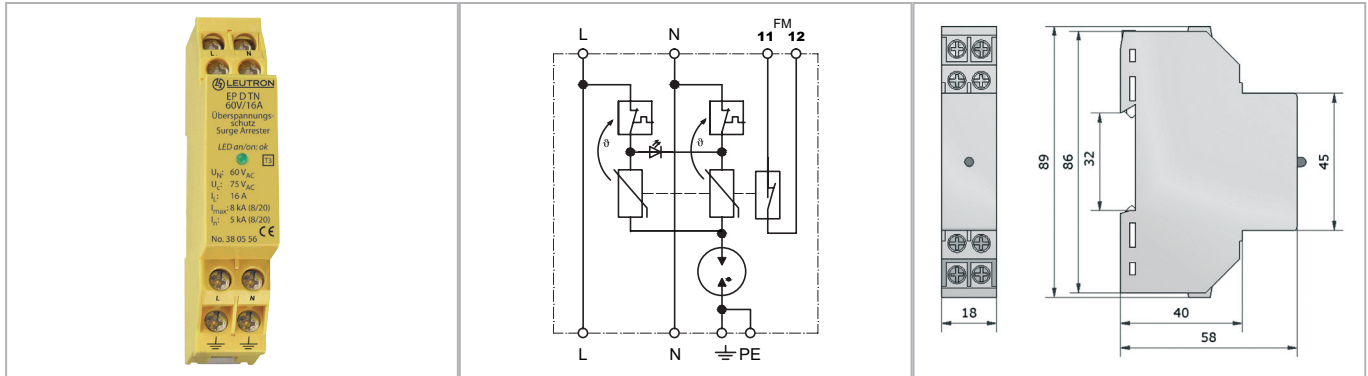 L N
LEUTRON
EP D TN
60V/16A
Überspannungs-
schutz
Surge Arrester
LED an/on: ok
T3
UN: 60 VAC
UC: 75 VAC
IL: 16 A
Imax: 8 kA (8/20)
In: 5 kA (8/20)
CE
No. 38 05 56
L N
L N FM
11 12
ϑ ϑ
L N PE
18
89 86 32 45
40
58